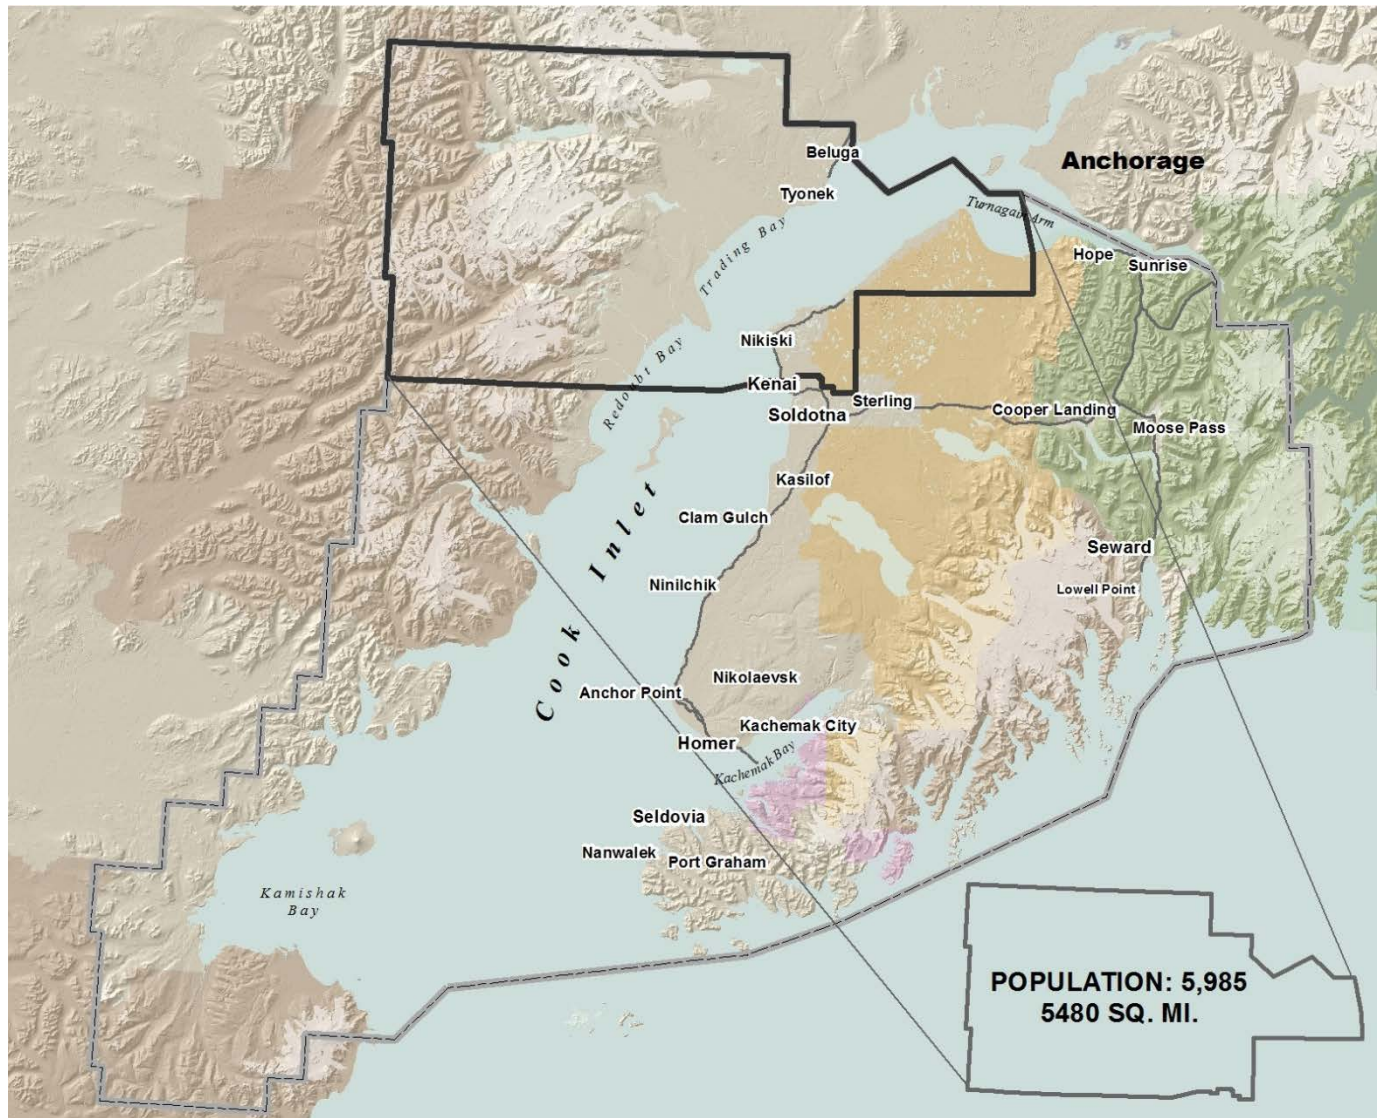 Beluga
Anchorage
Tyonek
Turnagain Arm
Trading Bay
Hope
Sunrise
Nikiski
Redoubt Bay
Kenai
Sterling
Soldotna
Cooper Landing
Moose Pass
Kasilof
Clam Gulch
Cook Inlet
Seward
Ninilchik
Lowell Point
Nikolaevsk
Anchor Point
Kachemak City
Homer
Kachemak Bay
Seldovia
Nanwalek
Port Graham
Kamishak
Bay
POPULATION: 5,985
5480 SQ. MI.